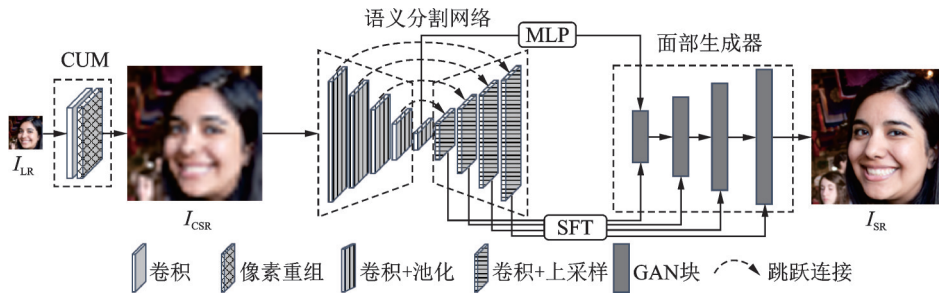 语义分割网络
MLP
面部生成器
CUM
I_LR
I_CSR
SFT
I_SR
卷积
像素重组
卷积+池化
卷积+上采样
GAN块
跳跃连接